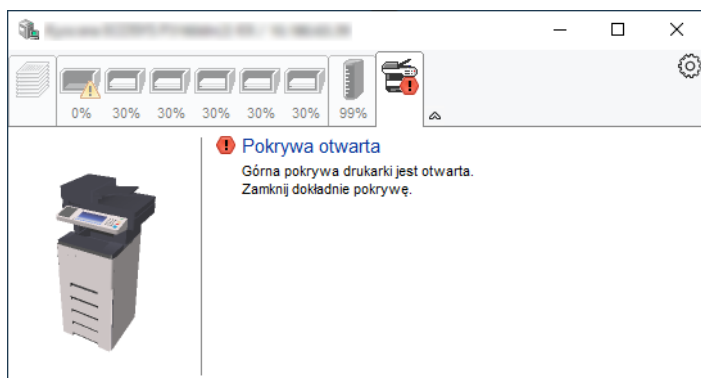 0% 30% 30% 30% 30% 30% 99%
Pokrywa otwarta
Górna pokrywa drukarki jest otwarta.
Zamknij dokładnie pokrywę.